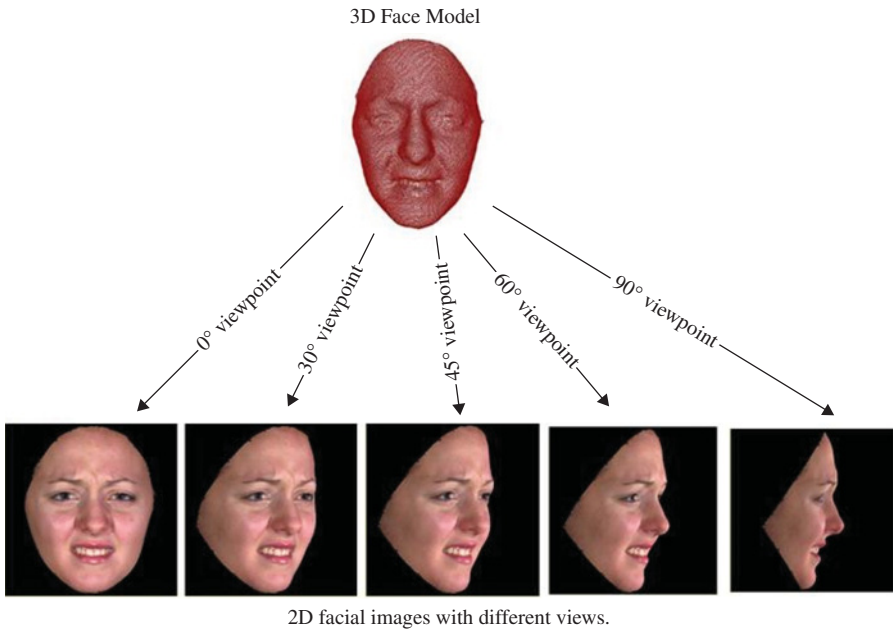 3D Face Model
0° viewpoint
30° viewpoint
45° viewpoint
60° viewpoint
90° viewpoint
2D facial images with different views.